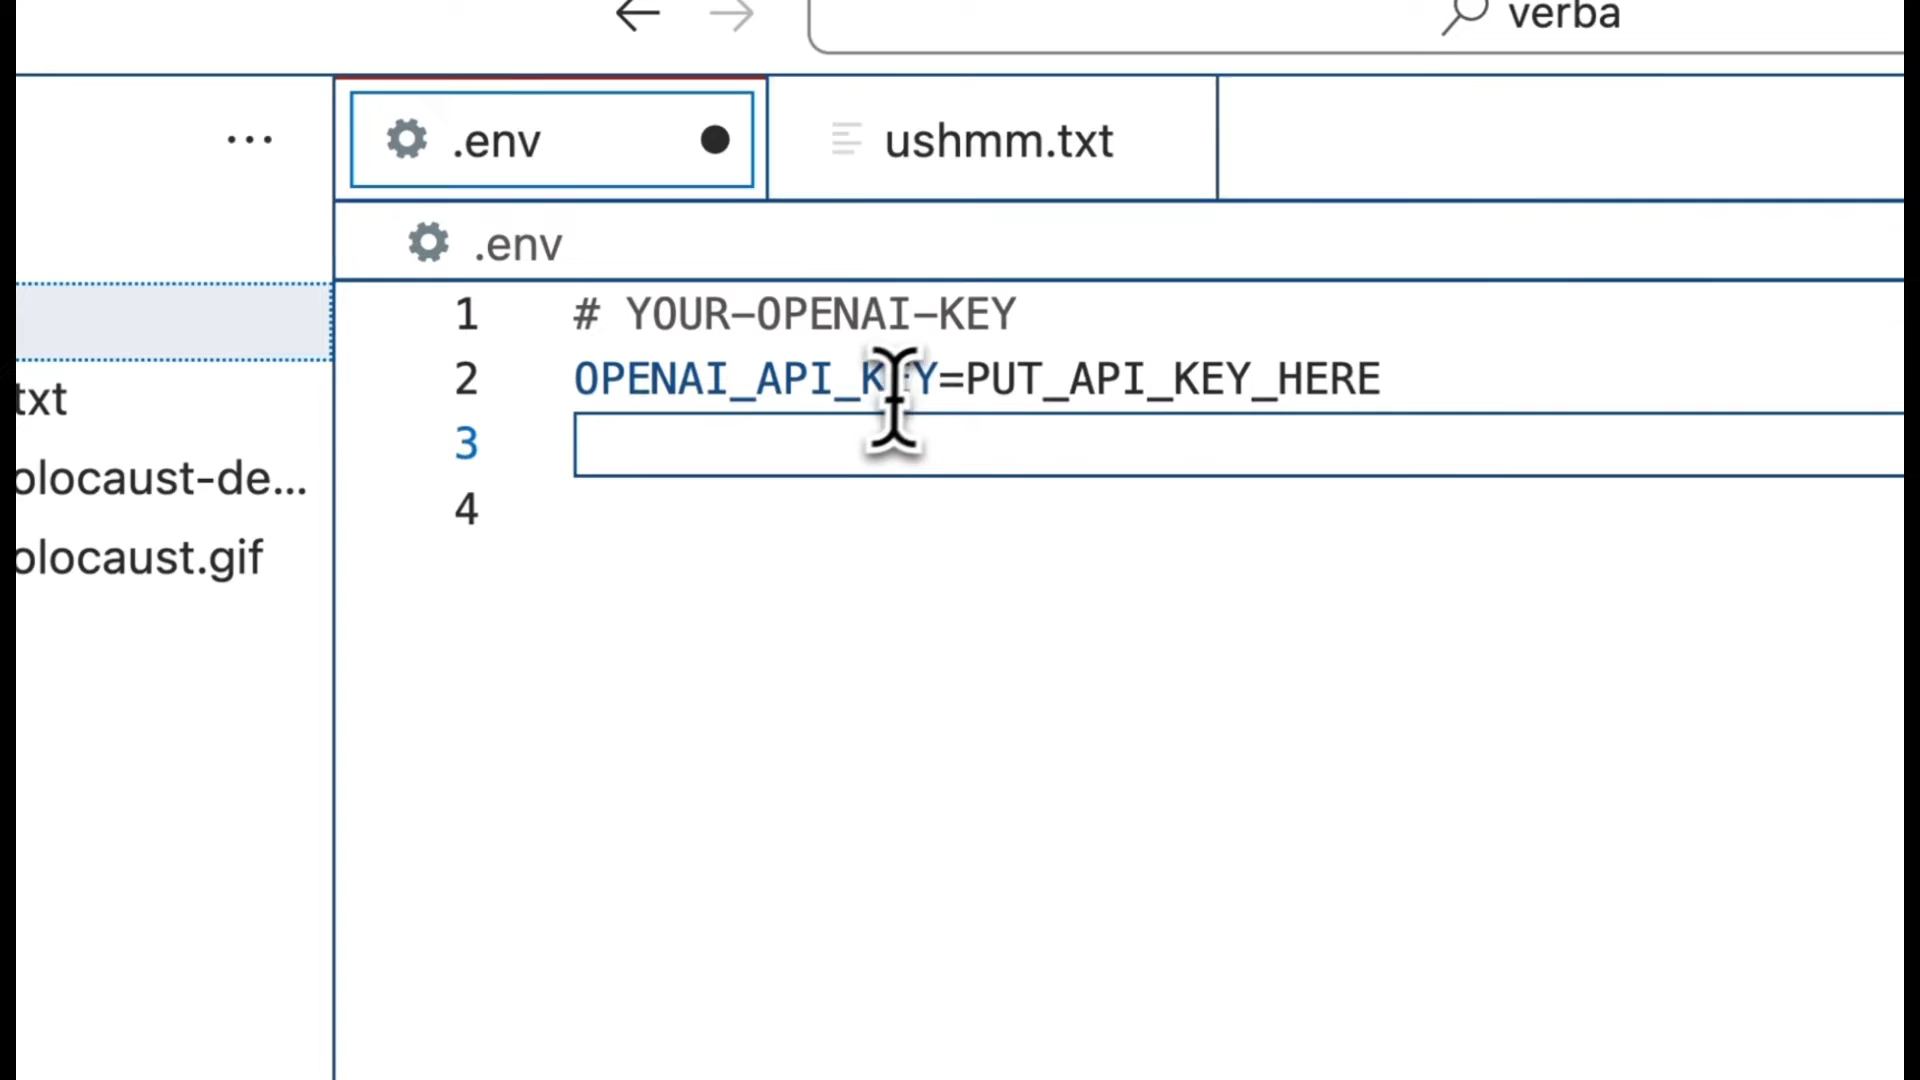 verba
...
.env
ushmm.txt
.env
1 # YOUR-OPENAI-KEY
2 OPENAI_API_KEY=PUT_API_KEY_HERE
3
4
txt
olocaust-de...
olocaust.gif